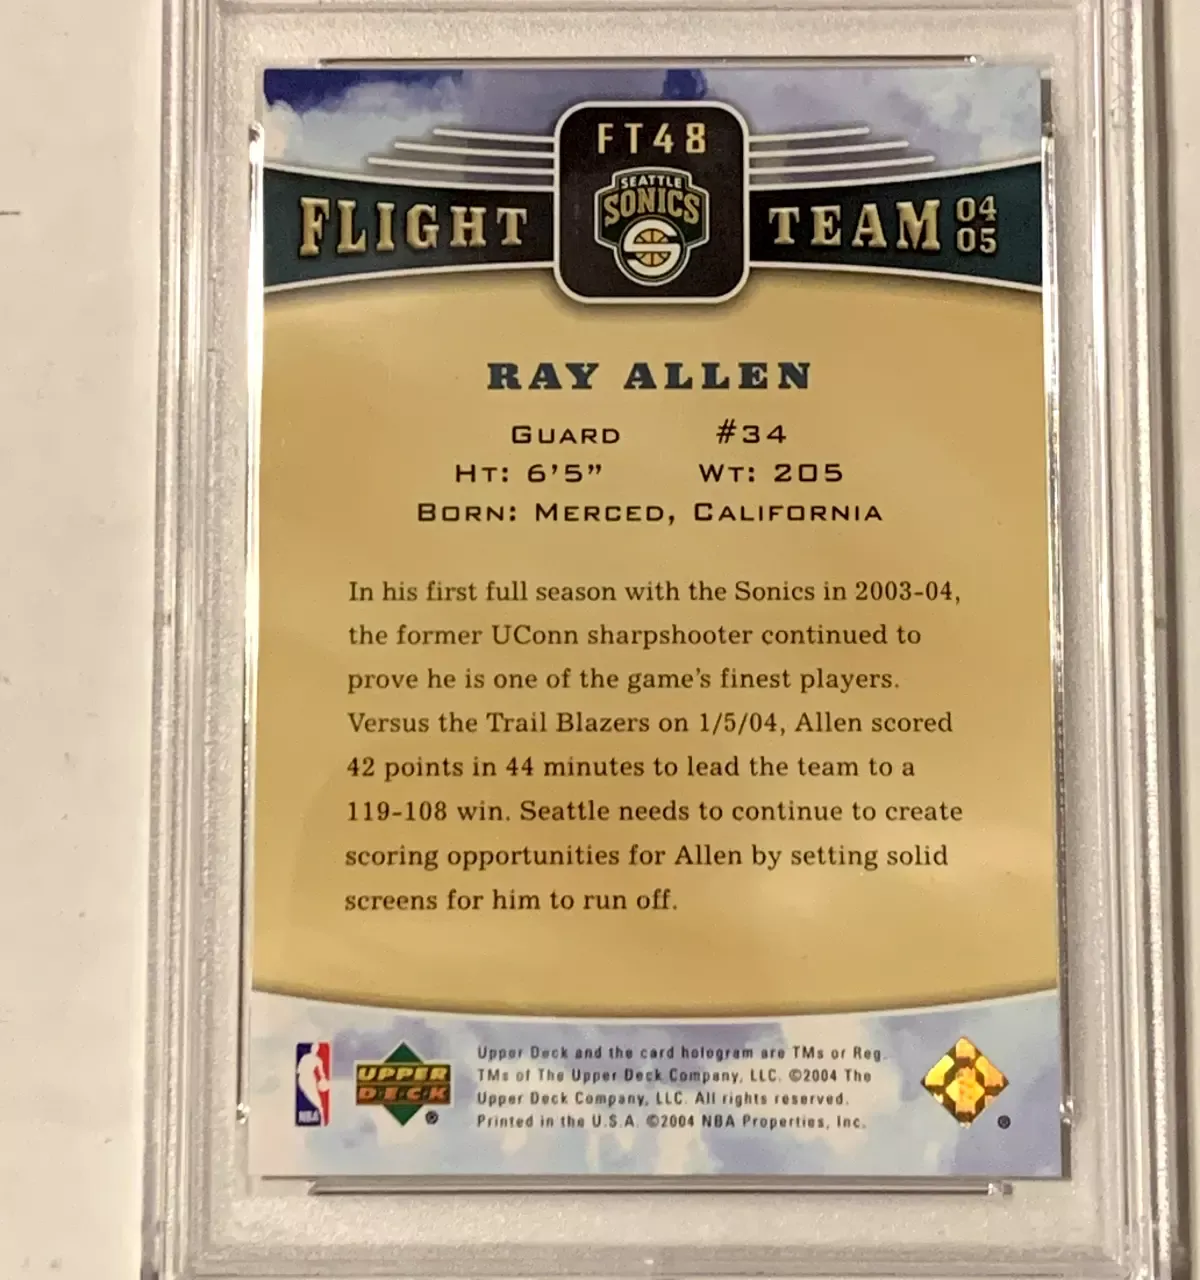 FT48
SEATTLE
SONICS
FLIGHT TEAM 04 05
RAY ALLEN
GUARD #34
HT: 6'5" WT: 205
BORN: MERCED, CALIFORNIA
In his first full season with the Sonics in 2003-04,
the former UConn sharpshooter continued to
prove he is one of the game's finest players.
Versus the Trail Blazers on 1/5/04, Allen scored
42 points in 44 minutes to lead the team to a
119-108 win. Seattle needs to continue to create
scoring opportunities for Allen by setting solid
screens for him to run off.
NBA
UPPER
DECK
®
Upper Deck and the card hologram are TMs or Reg.
TMs of The Upper Deck Company, LLC. ©2004 The
Upper Deck Company, LLC. All rights reserved.
Printed in the U.S.A. ©2004 NBA Properties, Inc.
®